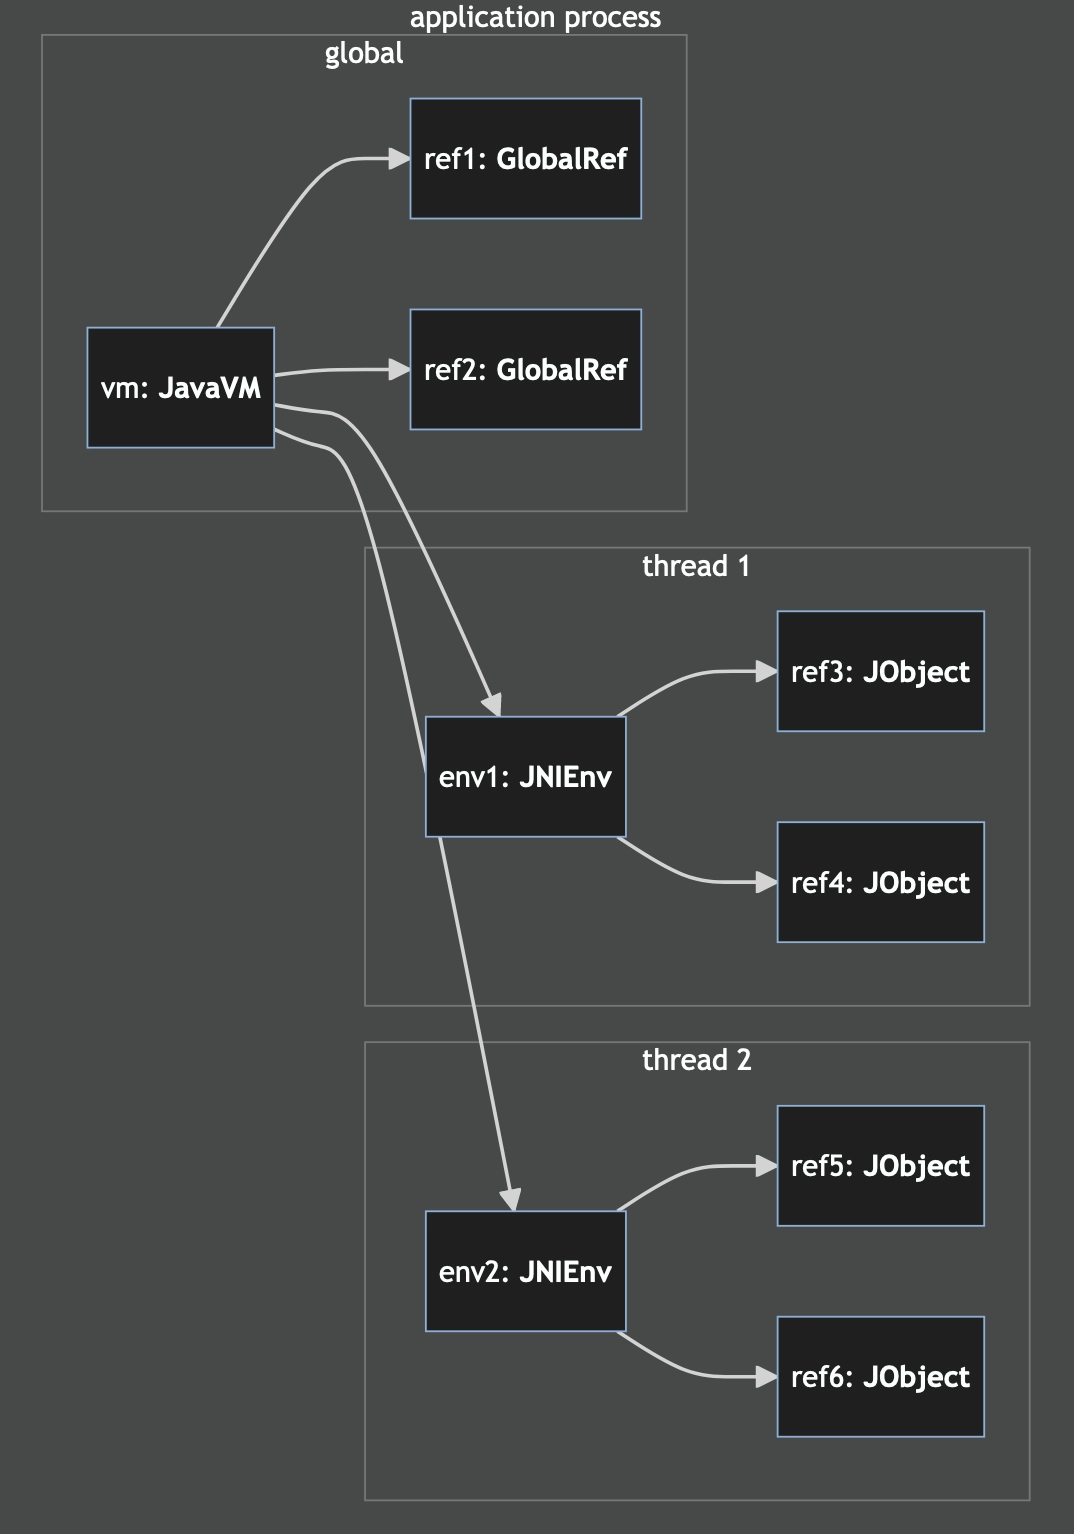 application process
global
ref1: GlobalRef
ref2: GlobalRef
vm: JavaVM
thread 1
ref3: JObject
env1: JNIEnv
ref4: JObject
thread 2
ref5: JObject
env2: JNIEnv
ref6: JObject